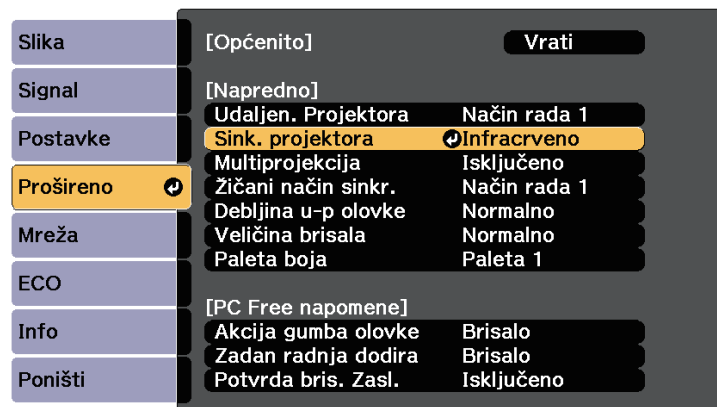 Slika
Signal
Postavke
Prošireno
Mreža
ECO
Info
Poništi
[Općenito] Vrati
[Napredno]
Udaljen. Projektora Način rada 1
Sink. projektora Infracrveno
Multiprojekcija Isključeno
Žičani način sinkr. Način rada 1
Debljina u-p olovke Normalno
Veličina brisala Normalno
Paleta boja Paleta 1
[PC Free napomene]
Akcija gumba olovke Brisalo
Zadan radnja dodira Brisalo
Potvrda bris. Zasl. Isključeno